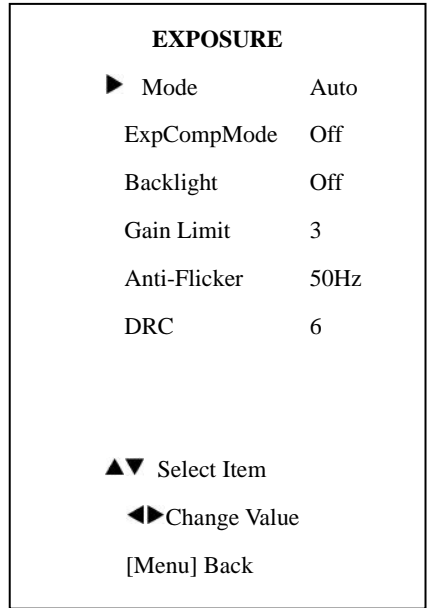 EXPOSURE
▶ Mode Auto
ExpCompMode Off
Backlight Off
Gain Limit 3
Anti-Flicker 50Hz
DRC 6
▲▼ Select Item
◀▶Change Value
[Menu] Back